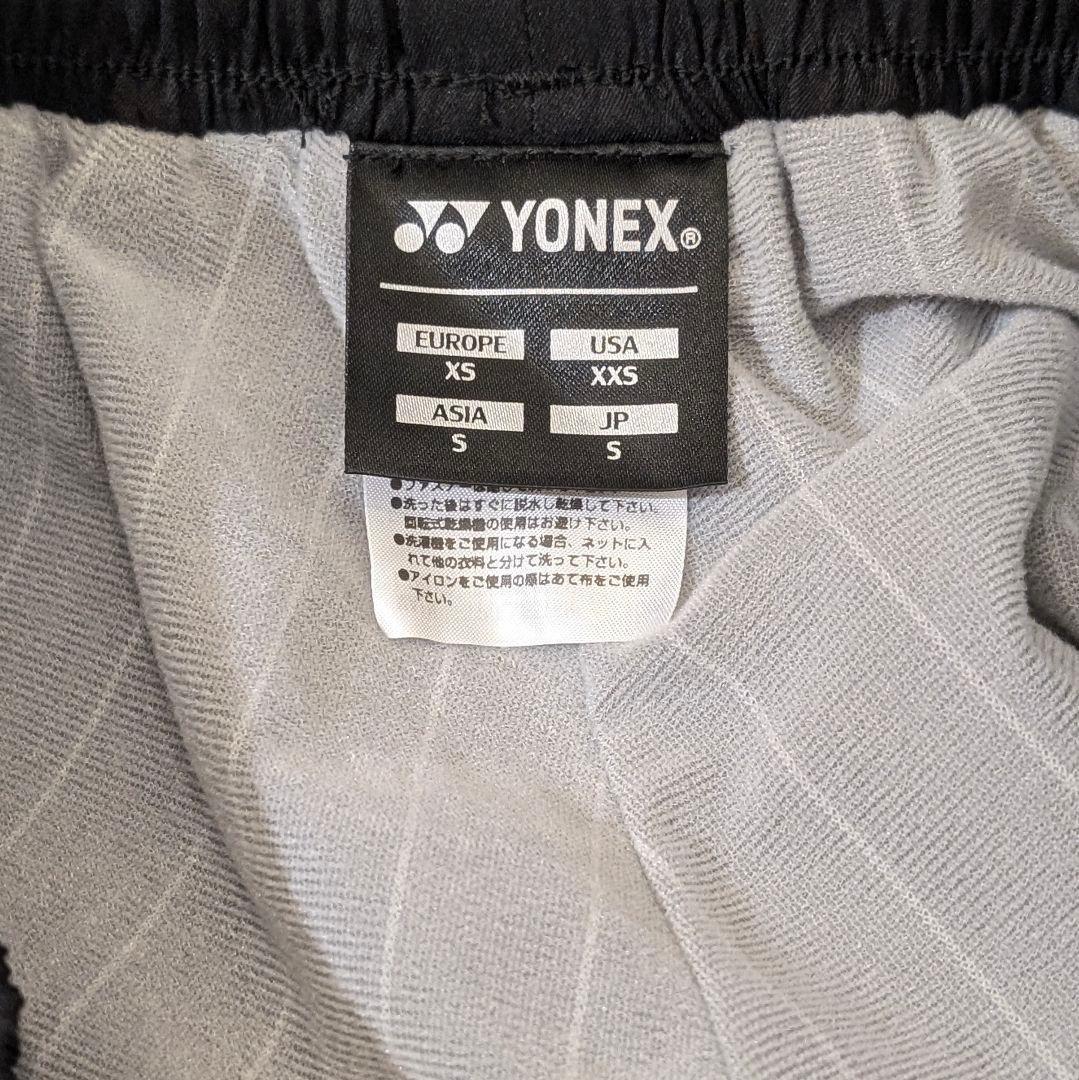 YONEX®
EUROPE
XS
USA
XXS
ASIA
S
JP
S
●洗った後はすぐに脱水し乾燥して下さい。
回転式乾燥機の使用はお避け下さい。
●洗濯機をご使用になる場合、ネットに入
れて他の衣料と分けて洗って下さい。
●アイロンをご使用の際はあて布をご使用
下さい。